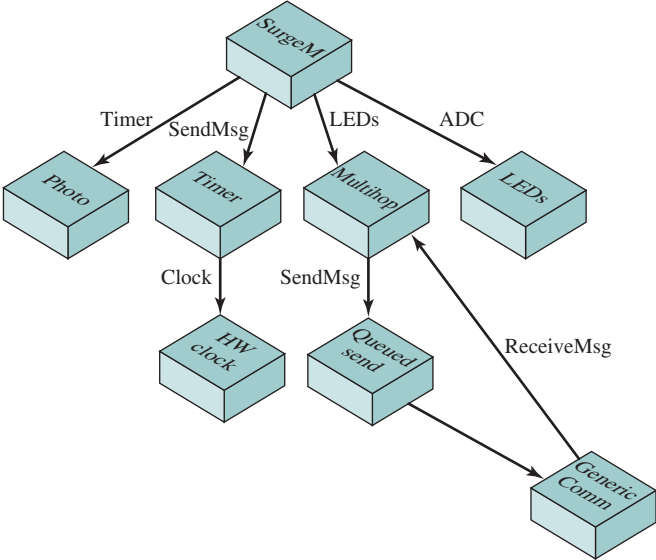 SurgeM
Timer
SendMsg
LEDs
ADC
Photo
Timer
Multihop
LEDs
Clock
SendMsg
HW
clock
Queued
send
ReceiveMsg
Generic
Comm